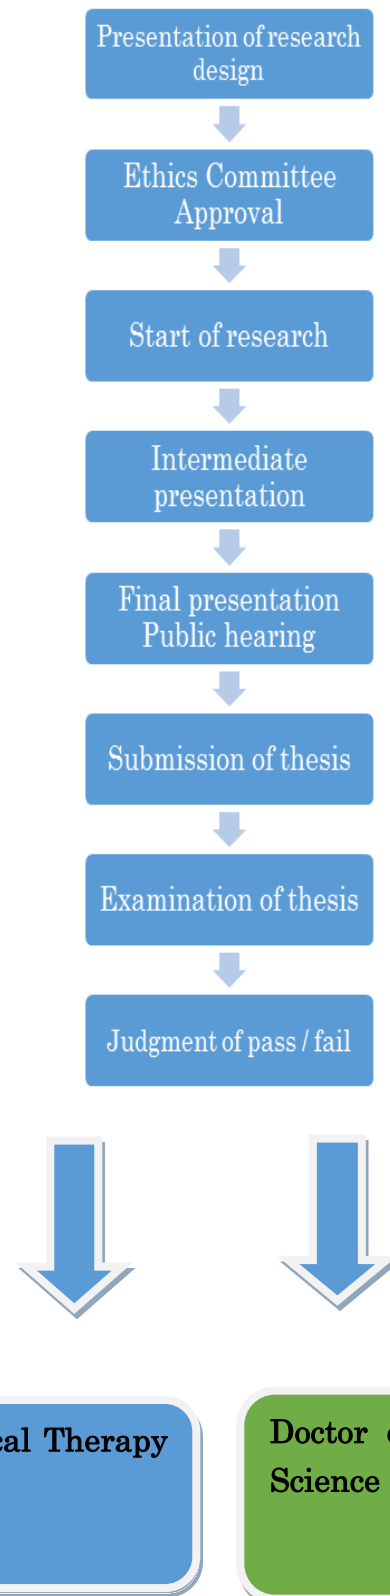 Presentation of research
design
Ethics Committee
Approval
Start of research
Intermediate
presentation
Final presentation
Public hearing
Submission of thesis
Examination of thesis
Judgment of pass / fail
Therapy
Doctor
Science